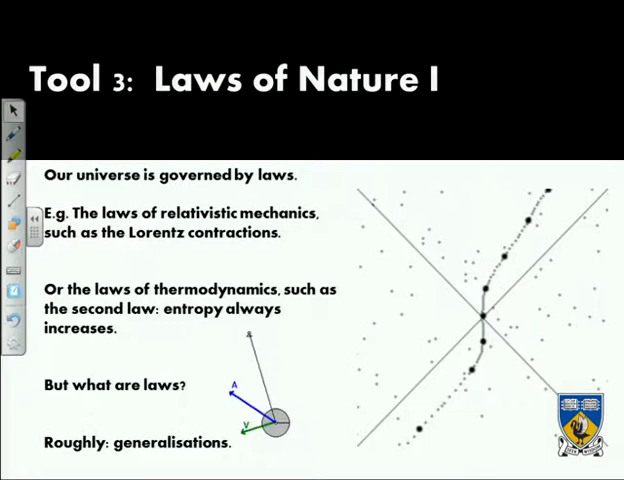 Tool 3: Laws of Nature I
Our universe is governed by laws.
E.g. The laws of relativistic mechanics,
such as the Lorentz contractions.
Or the laws of thermodynamics, such as
the second law: entropy always
increases.
But what are laws?
A
V
Roughly: generalisations.